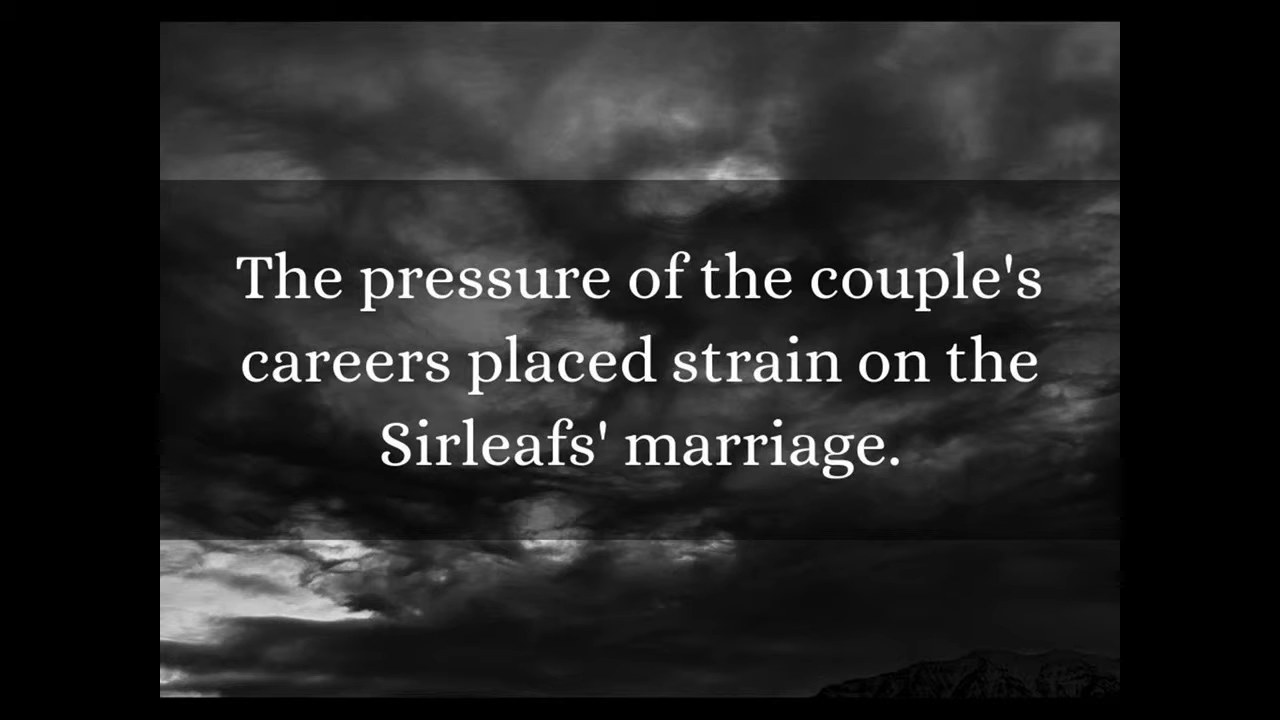 The pressure of the couple's
careers placed strain on the
Sirleafs' marriage.